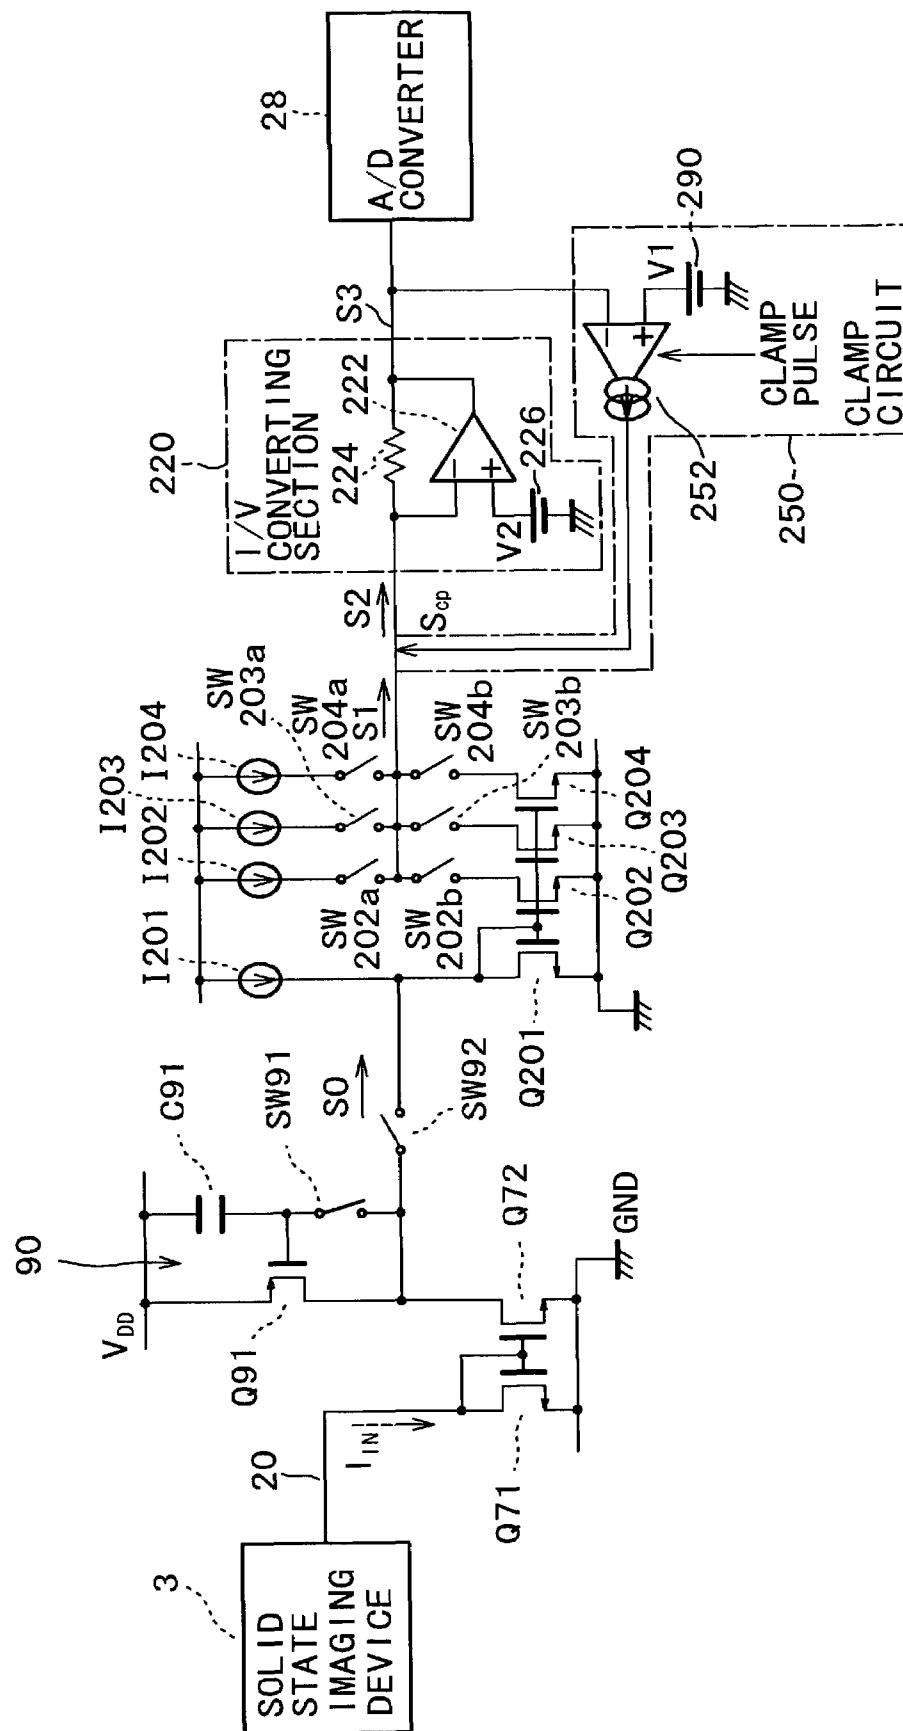 3
SOLID
STATE
IMAGING
DEVICE
20
I_IN
Q71
Q72
GND
V_DD
90
Q91
C91
SW91
S0
SW92
I201
I202
I203
I204
SW
202a
SW
202b
SW
203a
SW
204a
SW
204b
SW
203b
Q201
Q202
Q203
Q204
S1
S2
Scp
220
I/V
CONVERTING
SECTION
224
222
V2
226
S3
28
A/D
CONVERTER
V1
290
252
CLAMP
PULSE
250
CLAMP
CIRCUIT